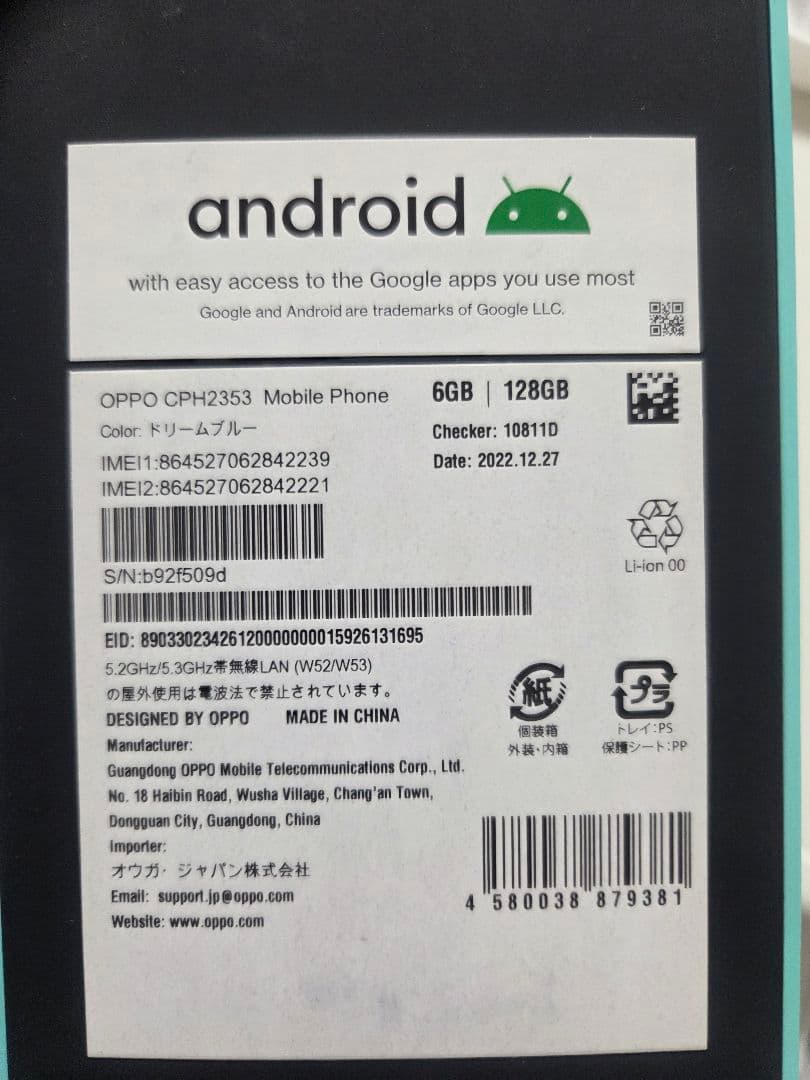 android
with easy access to the Google apps you use most
Google and Android are trademarks of Google LLC.
OPPO CPH2353 Mobile Phone
6GB | 128GB
Color: ドリームブルー
Checker: 10811D
IMEI1:864527062842239
Date: 2022.12.27
IMEI2:864527062842221
Li-ion 00
S/N:b92f509d
EID: 89033023426120000000015926131695
5.2GHz/5.3GHz帯無線LAN (W52/W53)
の屋外使用は電波法で禁止されています。
紙
プラ
DESIGNED BY OPPO MADE IN CHINA
個装箱
外装・内箱
トレイ:PS
保護シート:PP
Manufacturer:
Guangdong OPPO Mobile Telecommunications Corp., Ltd.
No. 18 Haibin Road, Wusha Village, Chang'an Town,
Dongguan City, Guangdong, China
Importer:
オウガ・ジャパン株式会社
Email: support.jp@oppo.com
Website: www.oppo.com
4 580038 879381